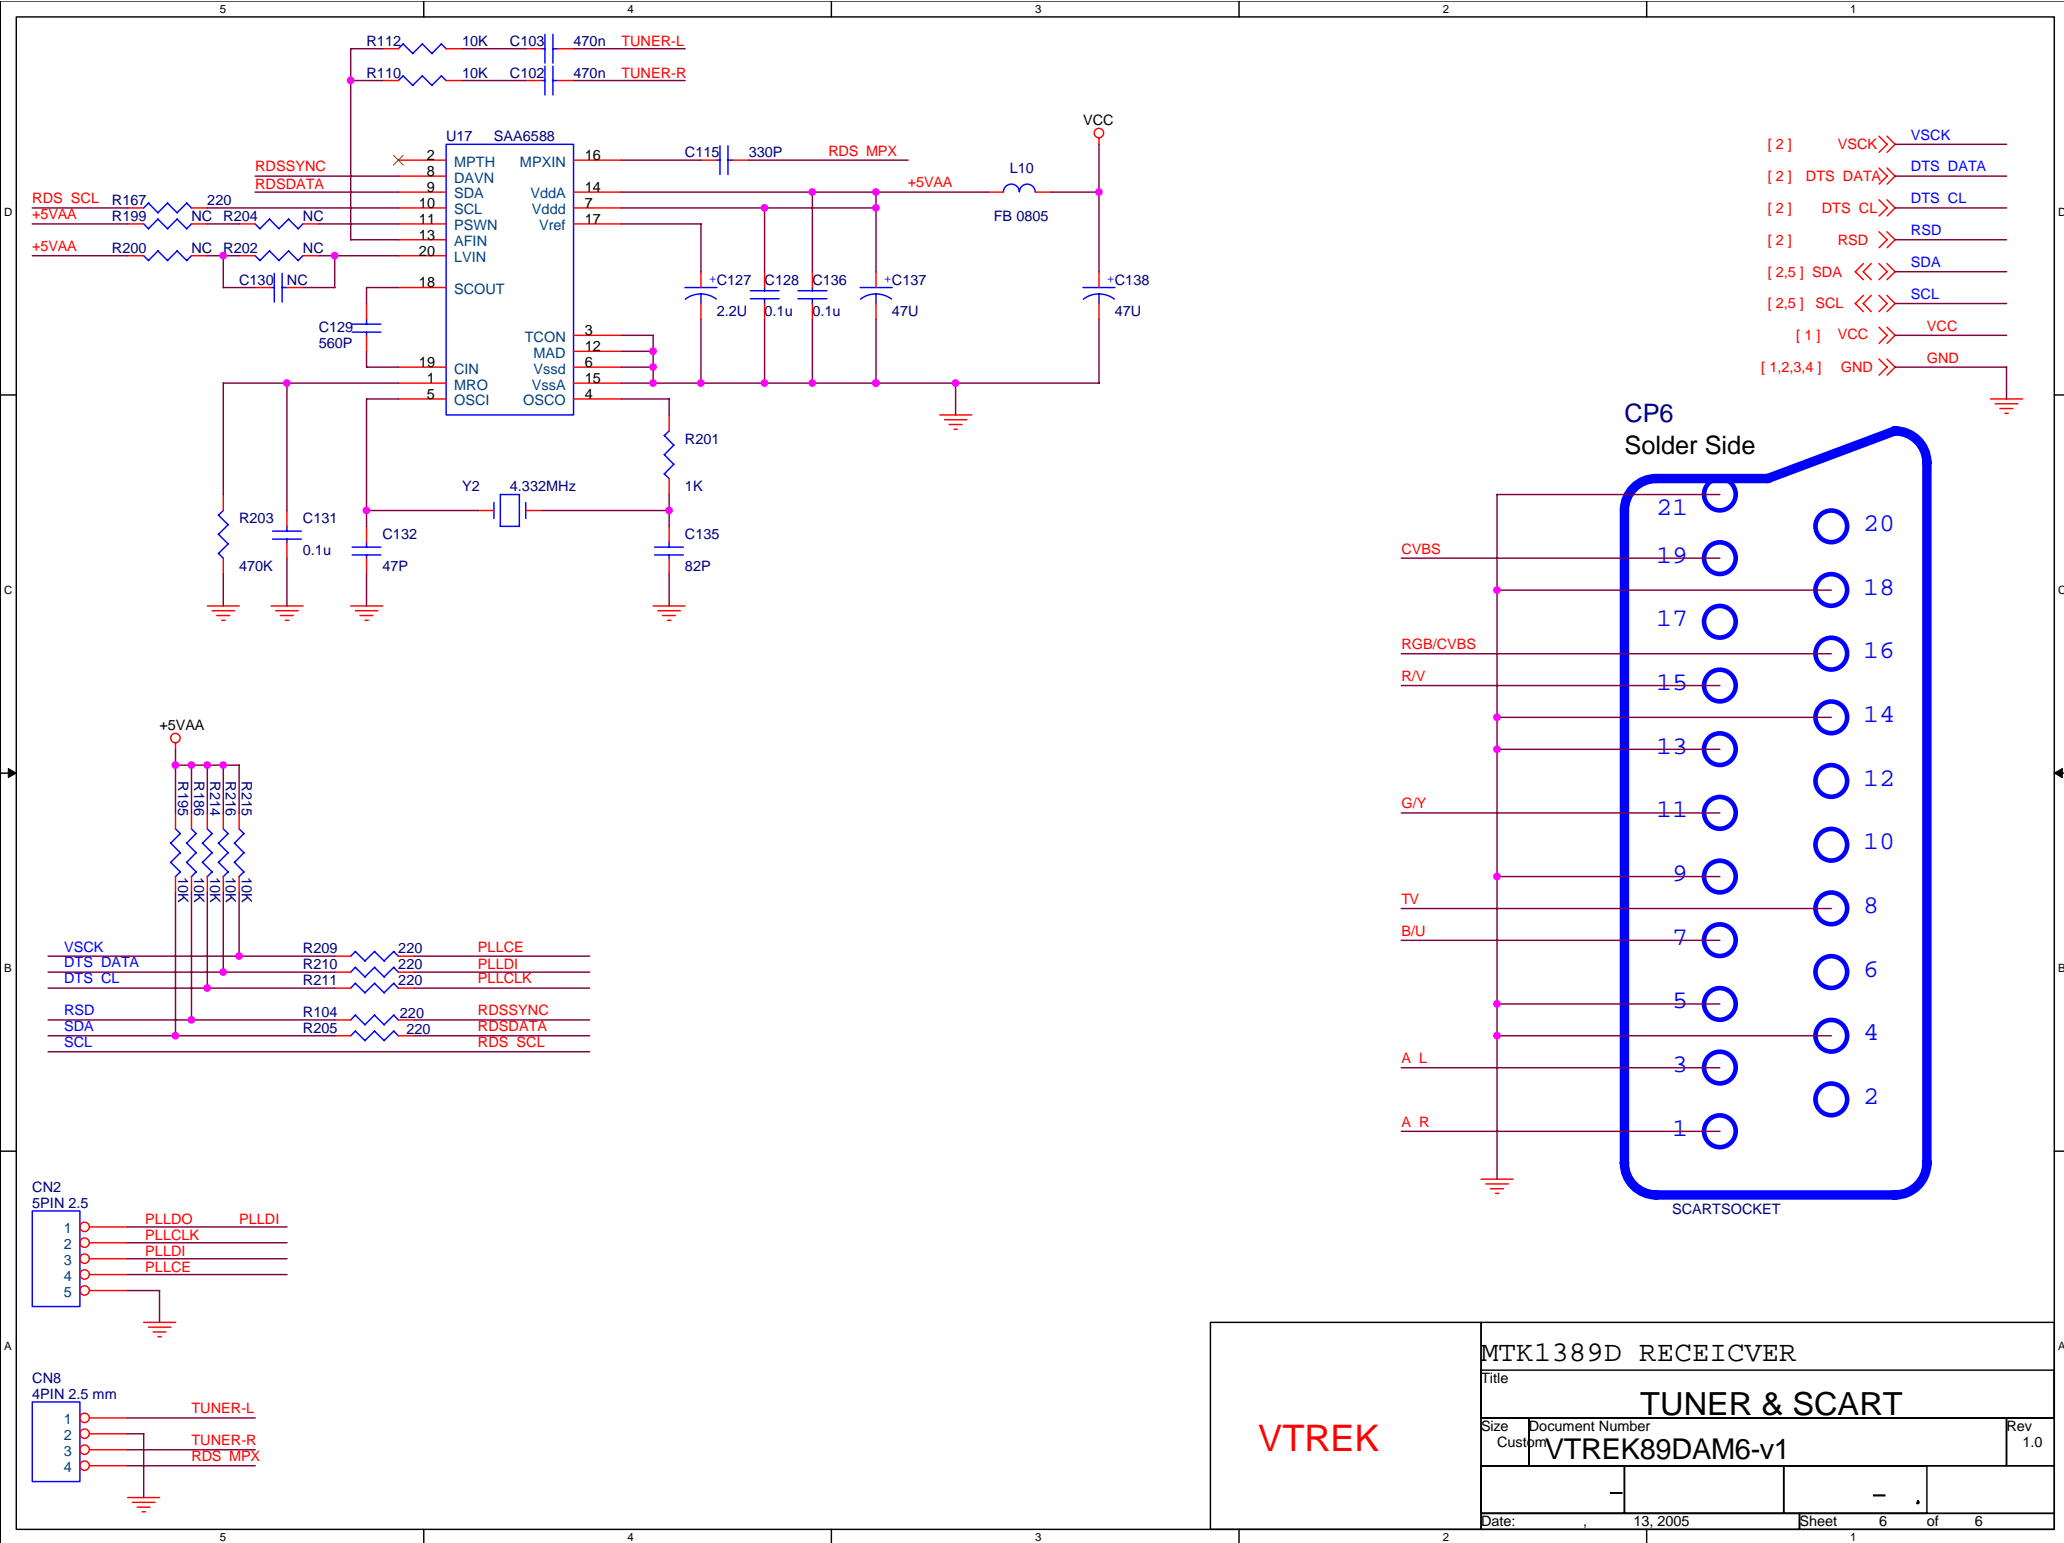 5 4 3 2 1
R112 10K C103 470n TUNER-L
R110 10K C102 470n TUNER-R
U17 SAA6588
2 MPTH MPXIN 16
8 DAVN
9 SDA VddA 14
10 SCL Vddd 7
11 PSWN Vref 17
13 AFIN
20 LVIN
18 SCOUT
TCON 3
MAD 12
19 CIN Vssd 6
1 MRO VssA 15
5 OSCI OSCO 4
RDSSYNC
RDSDATA
RDS SCL R167 220
+5VAA R199 NC R204 NC
+5VAA R200 NC R202 NC
C130 NC
C129
560P
C115 330P RDS MPX
VCC
L10
+5VAA
FB 0805
+C127 C128 C136 +C137 +C138
2.2U 0.1u 0.1u 47U 47U
R201
1K
Y2 4.332MHz
R203 C131 C132 C135
470K 0.1u 47P 82P
[ 2 ] VSCK VSCK
[ 2 ] DTS DATA DTS DATA
[ 2 ] DTS CL DTS CL
[ 2 ] RSD RSD
[ 2,5 ] SDA SDA
[ 2,5 ] SCL SCL
[ 1 ] VCC VCC
[ 1,2,3,4 ] GND GND
D D
CP6
Solder Side
21
20
CVBS 19
18
17
RGB/CVBS 16
R/V 15
14
13
12
G/Y 11
10
9
TV 8
B/U 7
6
5
4
A L 3
2
A R 1
SCARTSOCKET
C C
+5VAA
R195 R186 R214 R216 R215
10K 10K 10K 10K 10K
VSCK R209 220 PLLCE
DTS DATA R210 220 PLLDI
DTS CL R211 220 PLLCLK
RSD R104 220 RDSSYNC
SDA R205 220 RDSDATA
SCL RDS SCL
B B
CN2
5PIN 2.5
1 PLLDO PLLDI
2 PLLCLK
3 PLLDI
4 PLLCE
5
A A
CN8
4PIN 2.5 mm
1 TUNER-L
2
3 TUNER-R
4 RDS MPX
VTREK
MTK1389D RECEICVER
Title
TUNER & SCART
Size Document Number Rev
Custom VTREK89DAM6-v1 1.0
Date: , 13, 2005 Sheet 6 of 6
5 4 3 2 1